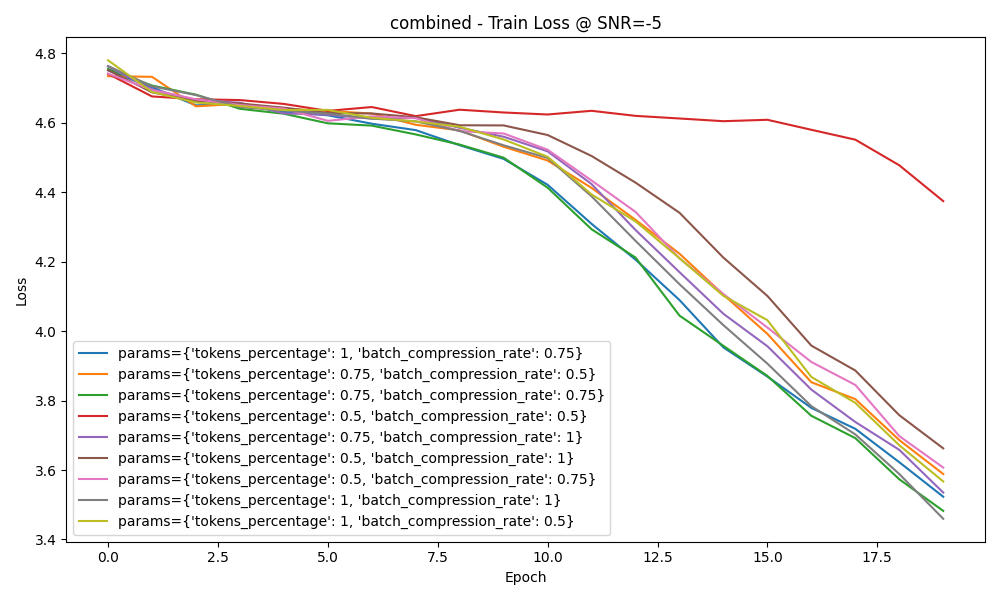 combined - Train Loss @ SNR=-5
Loss
4.8
4.6
4.4
4.2
4.0
3.8
3.6
3.4
params={'tokens_percentage': 1, 'batch_compression_rate': 0.75}
params={'tokens_percentage': 0.75, 'batch_compression_rate': 0.5}
params={'tokens_percentage': 0.75, 'batch_compression_rate': 0.75}
params={'tokens_percentage': 0.5, 'batch_compression_rate': 0.5}
params={'tokens_percentage': 0.75, 'batch_compression_rate': 1}
params={'tokens_percentage': 0.5, 'batch_compression_rate': 1}
params={'tokens_percentage': 0.5, 'batch_compression_rate': 0.75}
params={'tokens_percentage': 1, 'batch_compression_rate': 1}
params={'tokens_percentage': 1, 'batch_compression_rate': 0.5}
0.0 2.5 5.0 7.5 10.0 12.5 15.0 17.5
Epoch